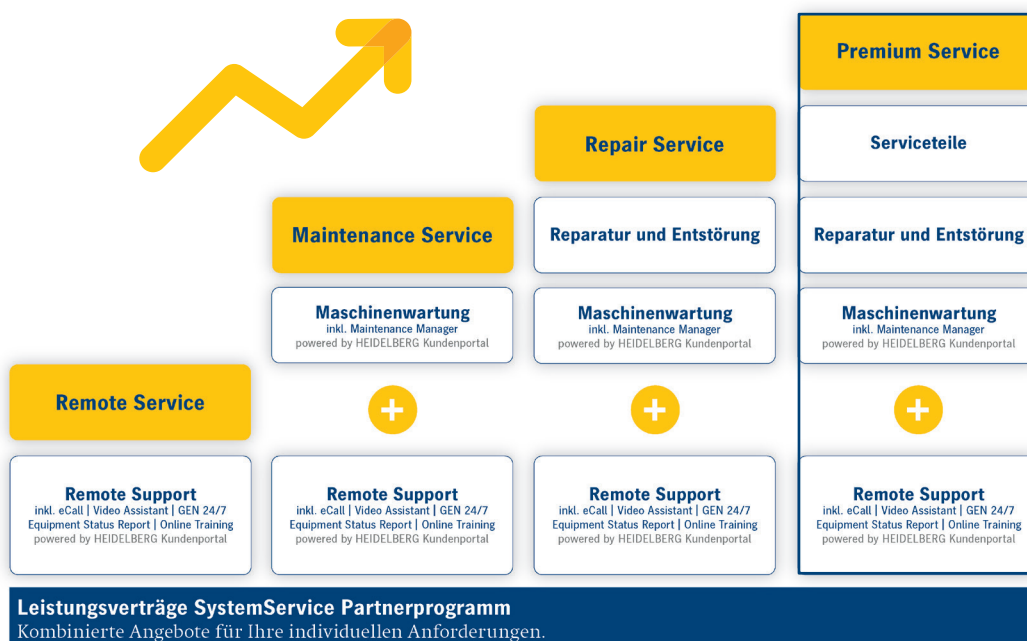 Remote Service
Remote Support
inkl. eCall | Video Assistant | GEN 24/7
Equipment Status Report | Online Training
powered by HEIDELBERG Kundenportal
Maintenance Service
Maschinenwartung
inkl. Maintenance Manager
powered by HEIDELBERG Kundenportal
+
Remote Support
inkl. eCall | Video Assistant | GEN 24/7
Equipment Status Report | Online Training
powered by HEIDELBERG Kundenportal
Repair Service
Reparatur und Entstörung
Maschinenwartung
inkl. Maintenance Manager
powered by HEIDELBERG Kundenportal
+
Remote Support
inkl. eCall | Video Assistant | GEN 24/7
Equipment Status Report | Online Training
powered by HEIDELBERG Kundenportal
Premium Service
Serviceteile
Reparatur und Entstörung
Maschinenwartung
inkl. Maintenance Manager
powered by HEIDELBERG Kundenportal
+
Remote Support
inkl. eCall | Video Assistant | GEN 24/7
Equipment Status Report | Online Training
powered by HEIDELBERG Kundenportal
Leistungsverträge SystemService Partnerprogramm
Kombinierte Angebote für Ihre individuellen Anforderungen.